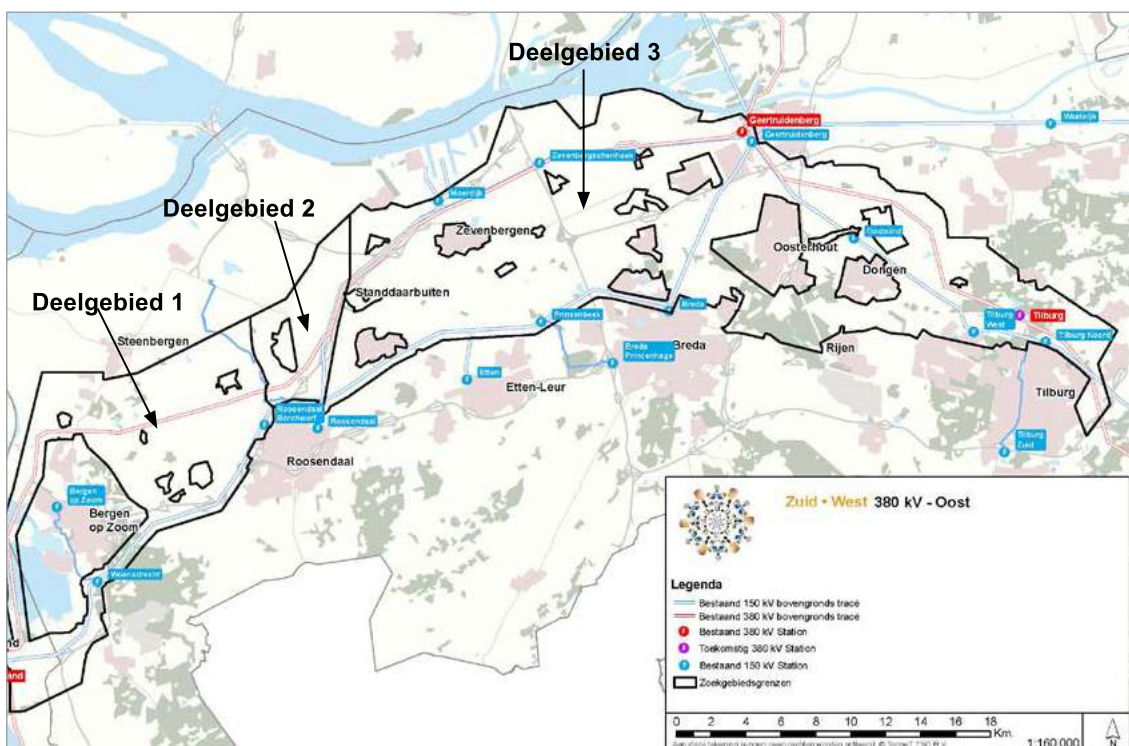 Deelgebied 3
Geertruidenberg
Geertruidenberg
Waalwijk
Zevenbergschenhoek
Moerdijk
Deelgebied 2
Zevenbergen
Oosterhout
Oosteind
Dongen
Standdaarbuiten
Deelgebied 1
Steenbergen
Prinsenbeek
Breda
Breda
Tilburg
West
Tilburg
Tilburg Noord
Breda
Princenhage
Rijen
Etten
Etten-Leur
Tilburg
Roosendaal
Borchwerf
Roosendaal
Roosendaal
Tilburg
Zuid
Bergen
op Zoom
Bergen
op Zoom
Woensdrecht
Zuid • West 380 kV - Oost
Legenda
Bestaand 150 kV bovengronds tracé
Bestaand 380 kV bovengronds tracé
Bestaand 380 kV Station
Toekomstig 380 kV Station
Bestaand 150 kV Station
Zoekgebiedsgrenzen
0 2 4 6 8 10 12 14 16 18
Km.
1:160.000
N